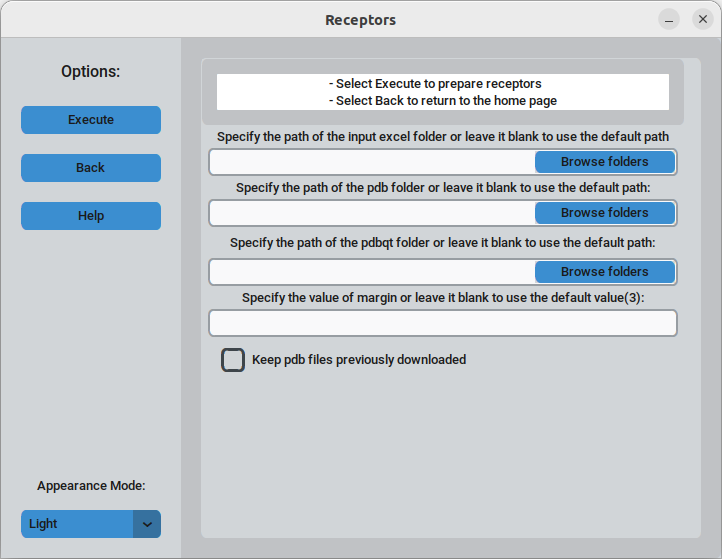 Receptors
Options:
Execute
Back
Help
Appearance Mode:
Light
- Select Execute to prepare receptors
- Select Back to return to the home page
Specify the path of the input excel folder or leave it blank to use the default path
Browse folders
Specify the path of the pdb folder or leave it blank to use the default path:
Browse folders
Specify the path of the pdbqt folder or leave it blank to use the default path:
Browse folders
Specify the value of margin or leave it blank to use the default value(3):
Keep pdb files previously downloaded